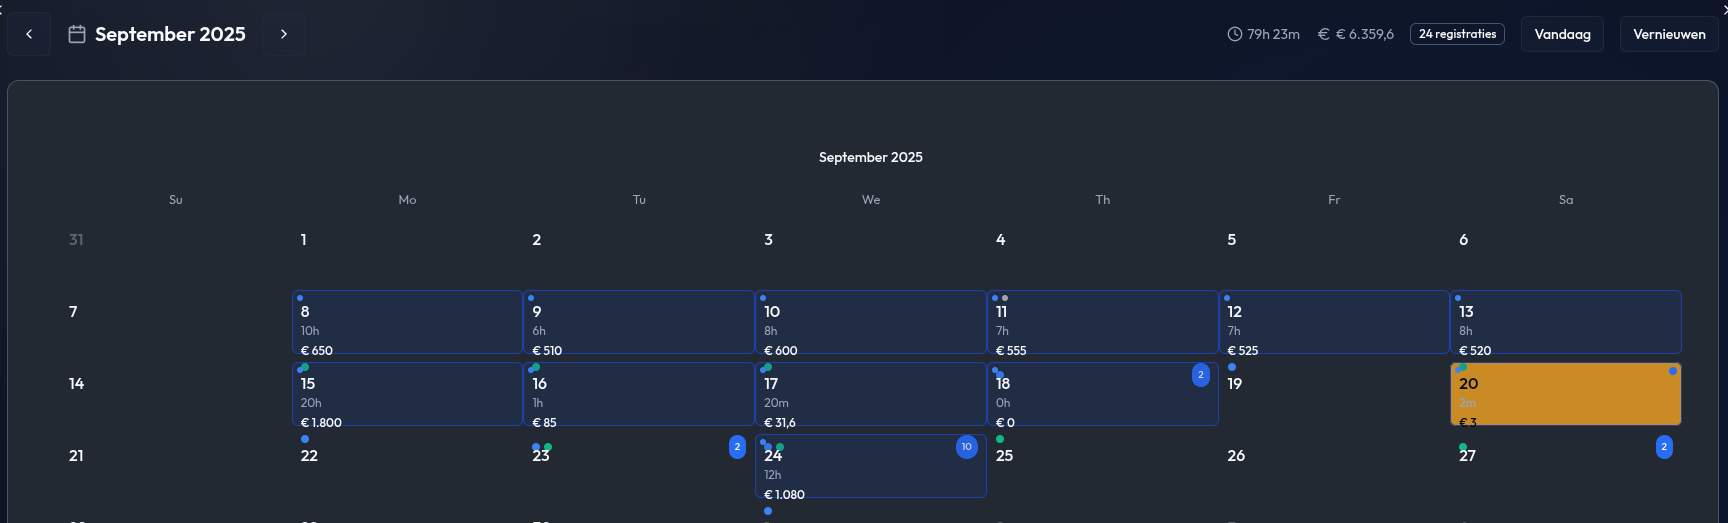 September 2025
79h 23m
€ 6.359,6
24 registraties
Vandaag
Vernieuwen
September 2025
Su Mo Tu We Th Fr Sa
31 1 2 3 4 5 6
7 8 9 10 11 12 13
10h 6h 8h 7h 7h 8h
€ 650 € 510 € 600 € 555 € 525 € 520
14 15 16 17 18 2 19 20
20h 1h 20m 0h 2m
€ 1.800 € 85 € 31,6 € 0 € 3
21 22 23 2 24 10 25 26 27 2
12h
€ 1.080